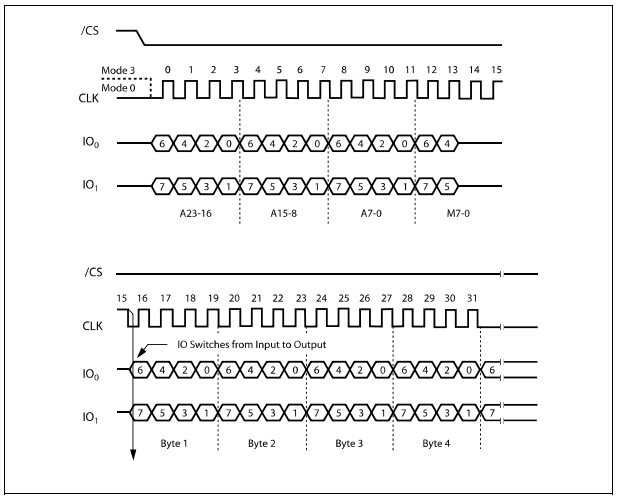 /CS
Mode 3
0 1 2 3 4 5 6 7 8 9 10 11 12 13 14 15
Mode 0
CLK
IO0 6 4 2 0 6 4 2 0 6 4 2 0 6 4
IO1 7 5 3 1 7 5 3 1 7 5 3 1 7 5
A23-16 A15-8 A7-0 M7-0
/CS
15 16 17 18 19 20 21 22 23 24 25 26 27 28 29 30 31
CLK
IO Switches from Input to Output
IO0 6 4 2 0 6 4 2 0 6 4 2 0 6 4 2 0 6
IO1 7 5 3 1 7 5 3 1 7 5 3 1 7 5 3 1 7
Byte 1 Byte 2 Byte 3 Byte 4